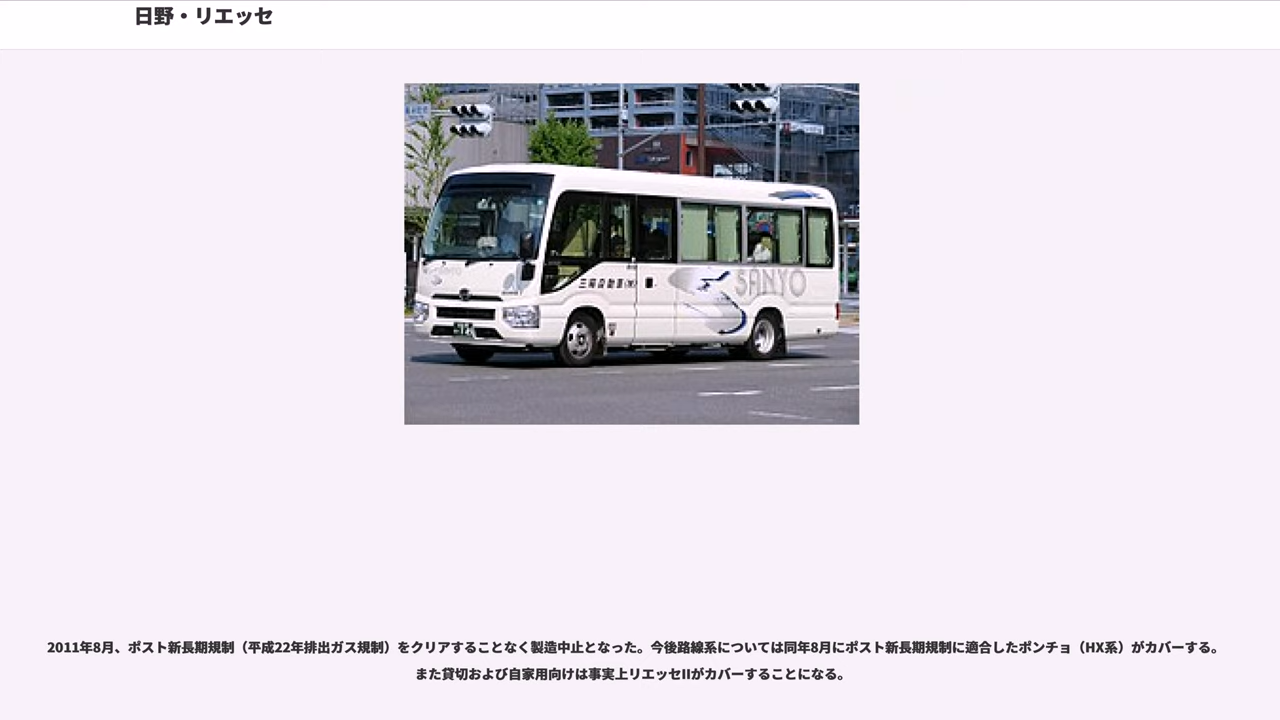 日野・リエッセ
三陽自動車(株)
SANYO
2011年8月、ポスト新長期規制（平成22年排出ガス規制）をクリアすることなく製造中止となった。今後路線系については同年8月にポスト新長期規制に適合したポンチョ（HX系）がカバーする。
また貸切および自家用向けは事実上リエッセIIがカバーすることになる。